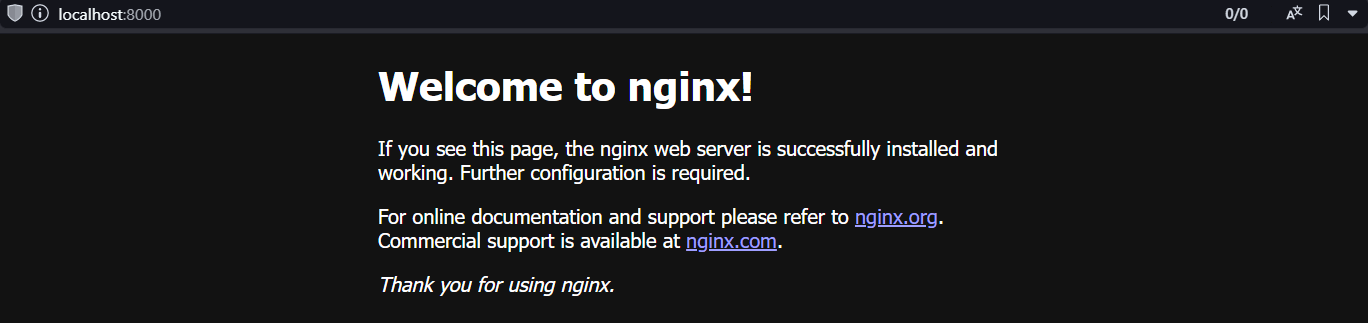 localhost:8000
0/0
Welcome to nginx!
If you see this page, the nginx web server is successfully installed and
working. Further configuration is required.
For online documentation and support please refer to nginx.org.
Commercial support is available at nginx.com.
Thank you for using nginx.